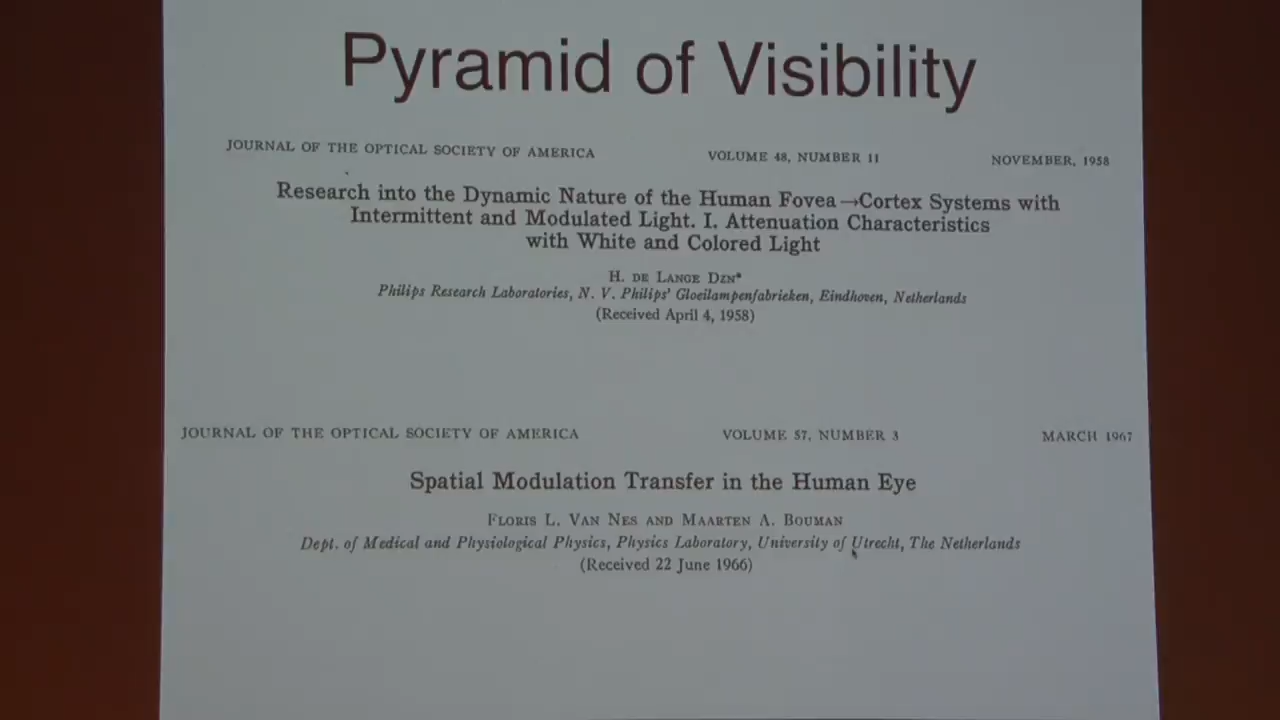 Pyramid of Visibility
JOURNAL OF THE OPTICAL SOCIETY OF AMERICA VOLUME 48, NUMBER 11 NOVEMBER, 1958
Research into the Dynamic Nature of the Human Fovea→Cortex Systems with
Intermittent and Modulated Light. I. Attenuation Characteristics
with White and Colored Light
H. DE LANGE DZN*
Philips Research Laboratories, N. V. Philips' Gloeilampenfabrieken, Eindhoven, Netherlands
(Received April 4, 1958)
JOURNAL OF THE OPTICAL SOCIETY OF AMERICA VOLUME 57, NUMBER 3 MARCH 1967
Spatial Modulation Transfer in the Human Eye
FLORIS L. VAN NES AND MAARTEN A. BOUMAN
Dept. of Medical and Physiological Physics, Physics Laboratory, University of Utrecht, The Netherlands
(Received 22 June 1966)